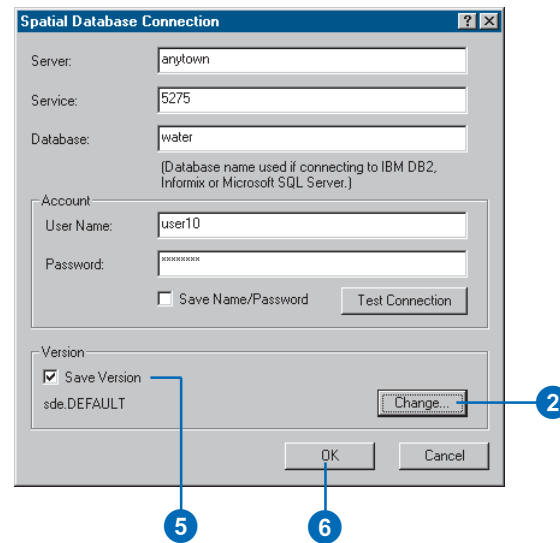 Spatial Database Connection
Server: anytown
Service: 5275
Database: water
(Database name used if connecting to IBM DB2,
Informix or Microsoft SQL Server.)
Account
User Name: user10
Password: ********
Save Name/Password Test Connection
Version
Save Version
sde.DEFAULT Change... 2
OK Cancel
5 6